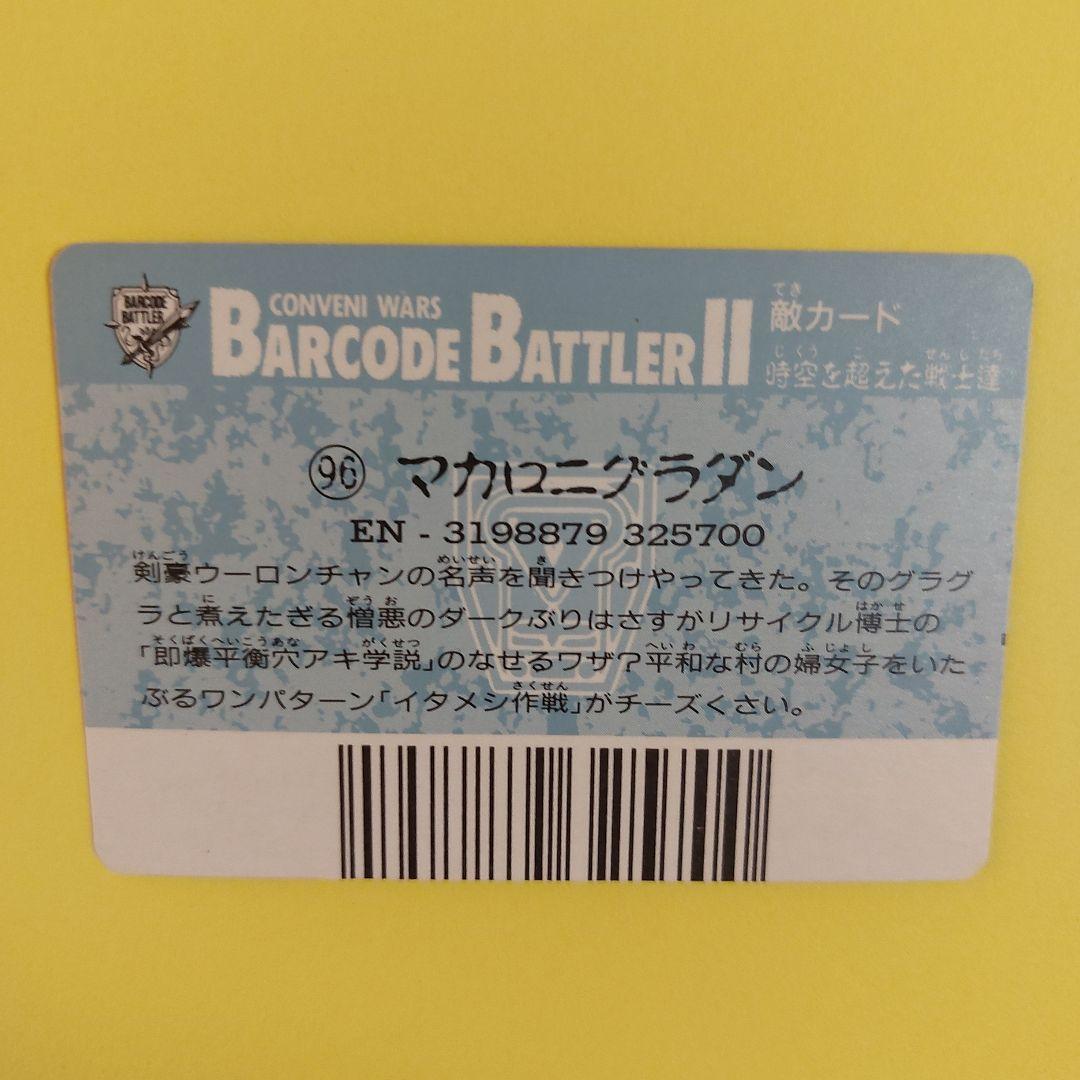 BARCODE
BATTLER
CONVENI WARS
BARCODE BATTLER II
てき
敵カード
じくう こ せんしたち
時空を超えた戦士達
96 マカロニグラダン
EN - 3198879 325700
けんごう めいせい き
剣豪ウーロンチャンの名声を聞きつけやってきた。そのグラグ
に ぞうお はかせ
ラと煮えたぎる憎悪のダークぶりはさすがリサイクル博士の
そくばくへいこうあな がくせつ へいわ むら ふじょし
「即爆平衡穴アキ学説」のなせるワザ?平和な村の婦女子をいた
さくせん
ぶるワンパターン「イタメシ作戦」がチーズくさい。